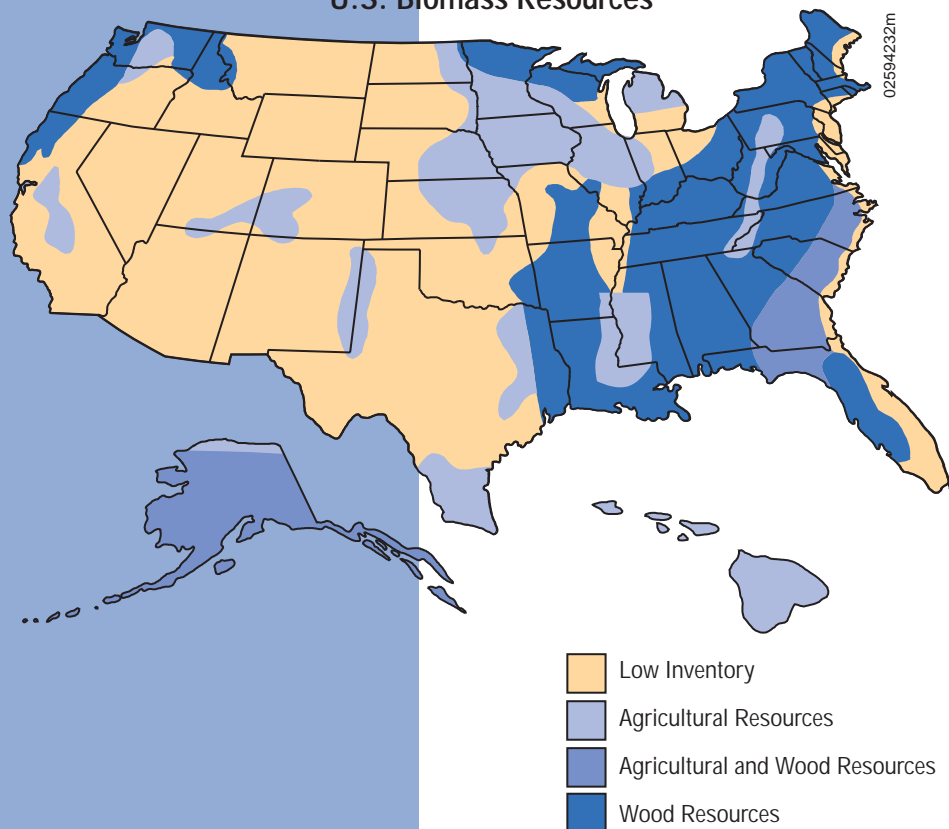 U.S. Biomass Resources
02594232m
Low Inventory
Agricultural Resources
Agricultural and Wood Resources
Wood Resources